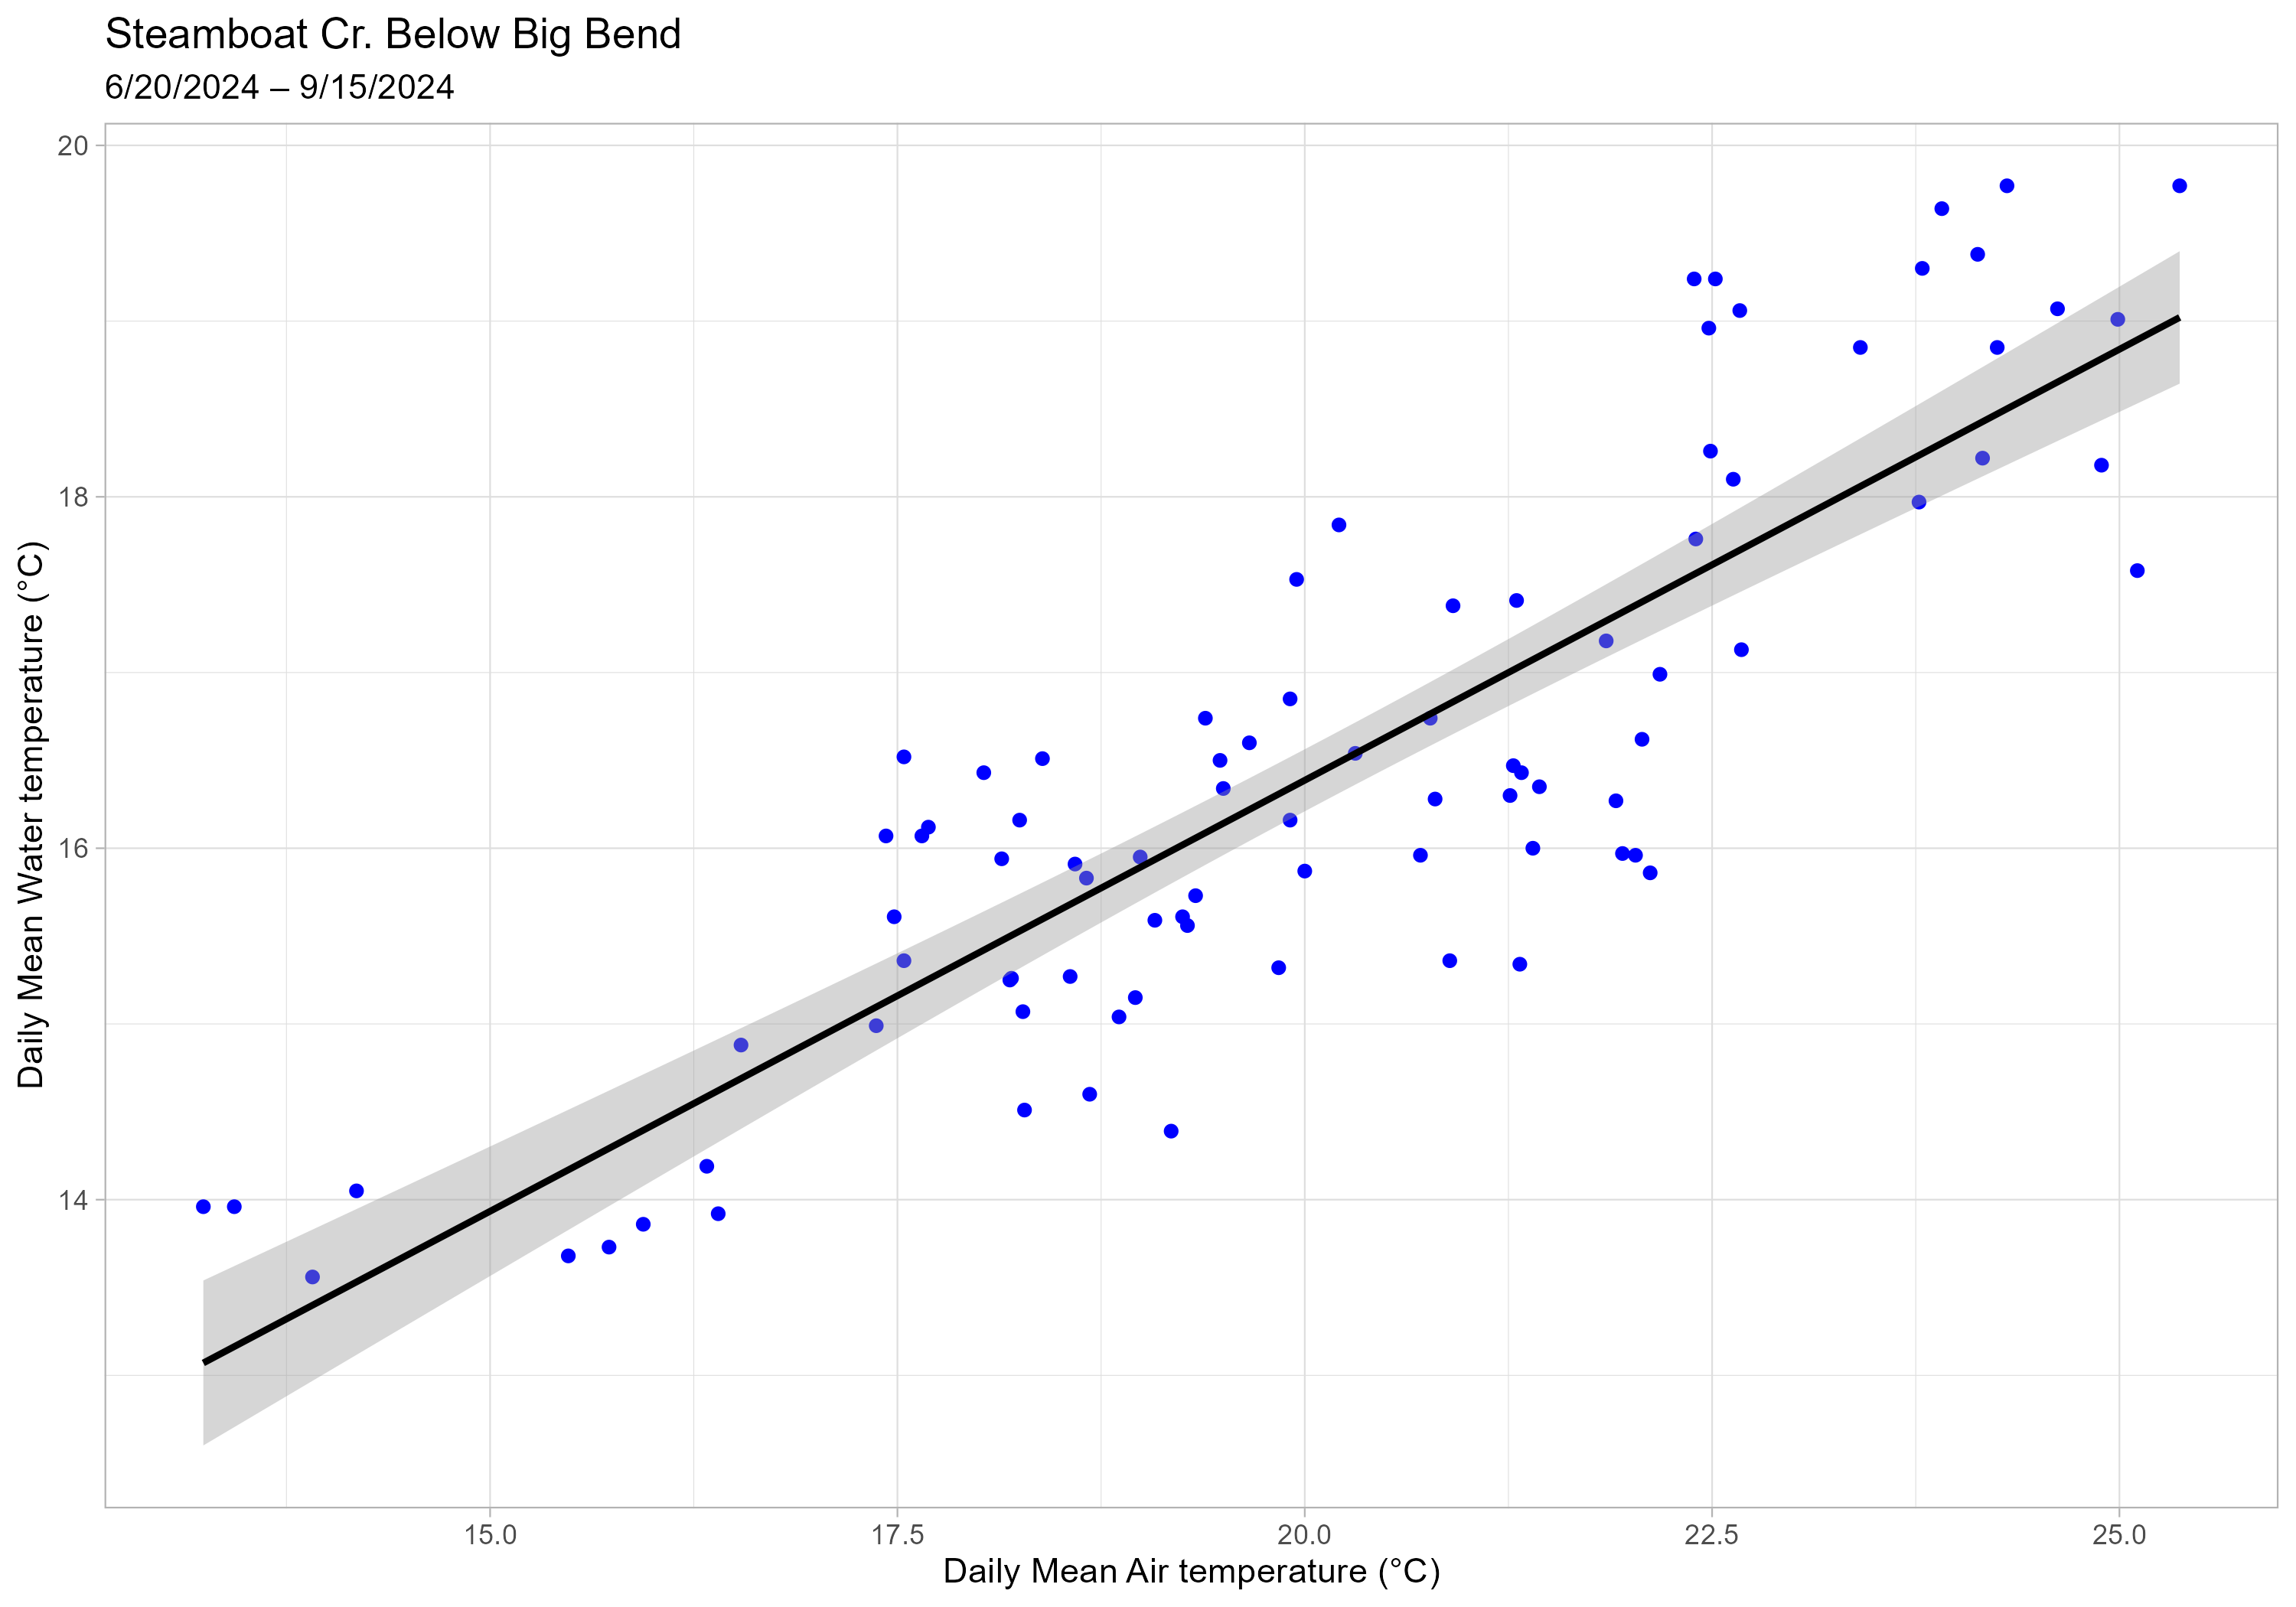 Steamboat Cr. Below Big Bend
6/20/2024 – 9/15/2024
20
18
16
14
Daily Mean Water temperature (°C)
15.0 17.5 20.0 22.5 25.0
Daily Mean Air temperature (°C)